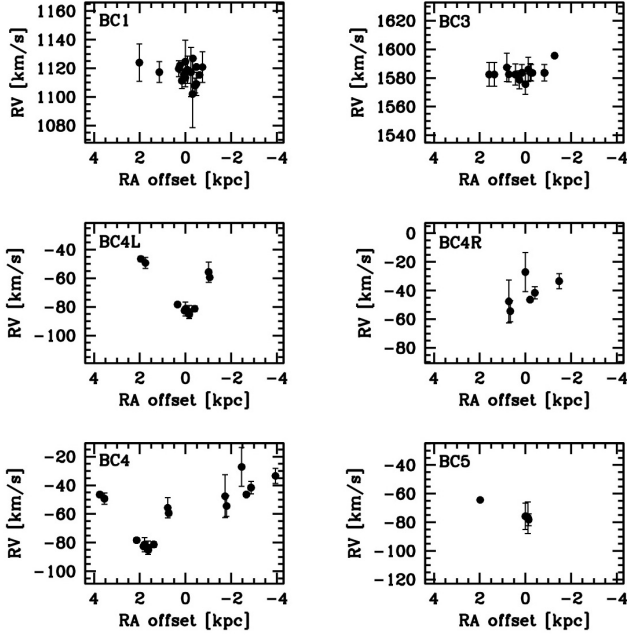 BC1
RV [km/s]
1160
1140
1120
1100
1080
4 2 0 -2 -4
RA offset [kpc]
BC3
RV [km/s]
1620
1600
1580
1560
1540
4 2 0 -2 -4
RA offset [kpc]
BC4L
RV [km/s]
-40
-60
-80
-100
4 2 0 -2 -4
RA offset [kpc]
BC4R
RV [km/s]
0
-20
-40
-60
-80
4 2 0 -2 -4
RA offset [kpc]
BC4
RV [km/s]
-20
-40
-60
-80
-100
4 2 0 -2 -4
RA offset [kpc]
BC5
RV [km/s]
-40
-60
-80
-100
-120
4 2 0 -2 -4
RA offset [kpc]